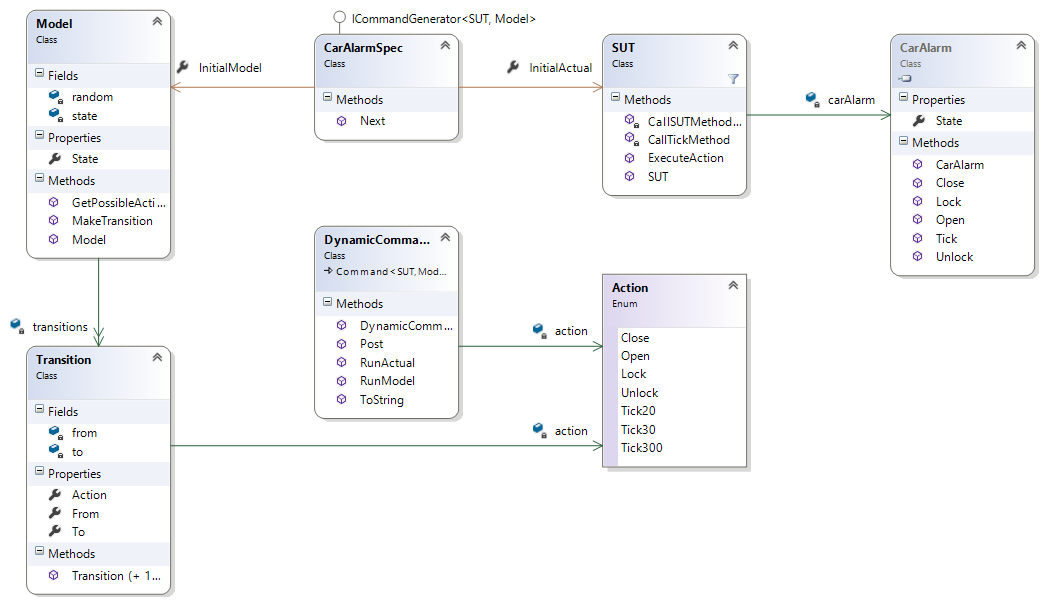 Model
Class
Fields
random
state
Properties
State
Methods
GetPossibleActi...
MakeTransition
Model
ICommandGenerator<SUT, Model>
CarAlarmSpec
Class
Methods
Next
InitialModel
InitialActual
SUT
Class
Methods
CallSUTMethod...
CallTickMethod
ExecuteAction
SUT
carAlarm
CarAlarm
Class
Properties
State
Methods
CarAlarm
Close
Lock
Open
Tick
Unlock
transitions
Transition
Class
Fields
from
to
Properties
Action
From
To
Methods
Transition (+ 1...
DynamicComma...
Class
Command<SUT, Mod...
Methods
DynamicComm...
Post
RunActual
RunModel
ToString
action
action
Action
Enum
Close
Open
Lock
Unlock
Tick20
Tick30
Tick300